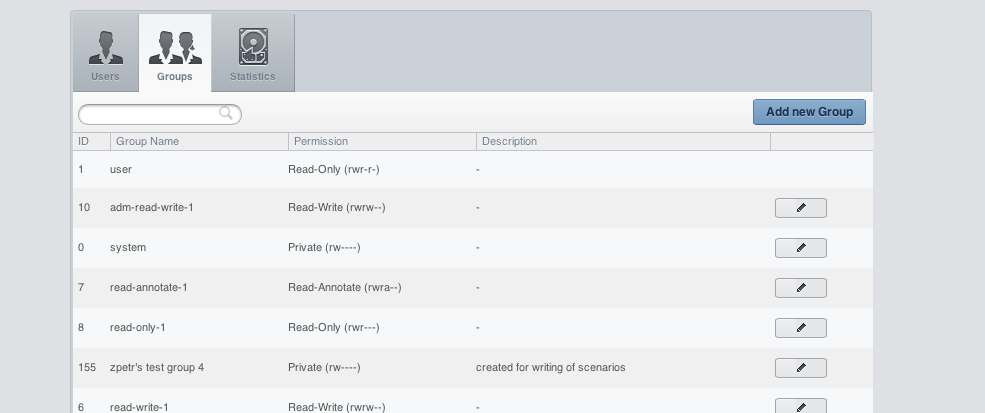 Users Groups Statistics
Add new Group
ID Group Name Permission Description
1 user Read-Only (rwr-r-) -
10 adm-read-write-1 Read-Write (rwrw--) -
0 system Private (rw----) -
7 read-annotate-1 Read-Annotate (rwra--) -
8 read-only-1 Read-Only (rwr---) -
155 zpetr's test group 4 Private (rw----) created for writing of scenarios
6 read-write-1 Read-Write (rwrw--) -